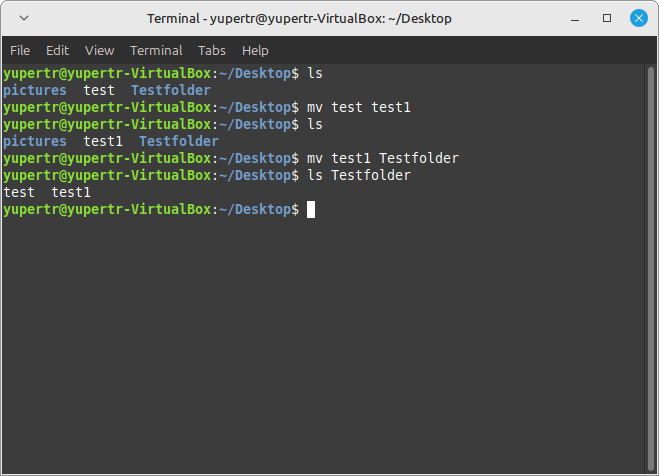 Terminal - yupertr@yupertr-VirtualBox: ~/Desktop
File Edit View Terminal Tabs Help
yupertr@yupertr-VirtualBox:~/Desktop$ ls
pictures  test  Testfolder
yupertr@yupertr-VirtualBox:~/Desktop$ mv test test1
yupertr@yupertr-VirtualBox:~/Desktop$ ls
pictures  test1  Testfolder
yupertr@yupertr-VirtualBox:~/Desktop$ mv test1 Testfolder
yupertr@yupertr-VirtualBox:~/Desktop$ ls Testfolder
test  test1
yupertr@yupertr-VirtualBox:~/Desktop$